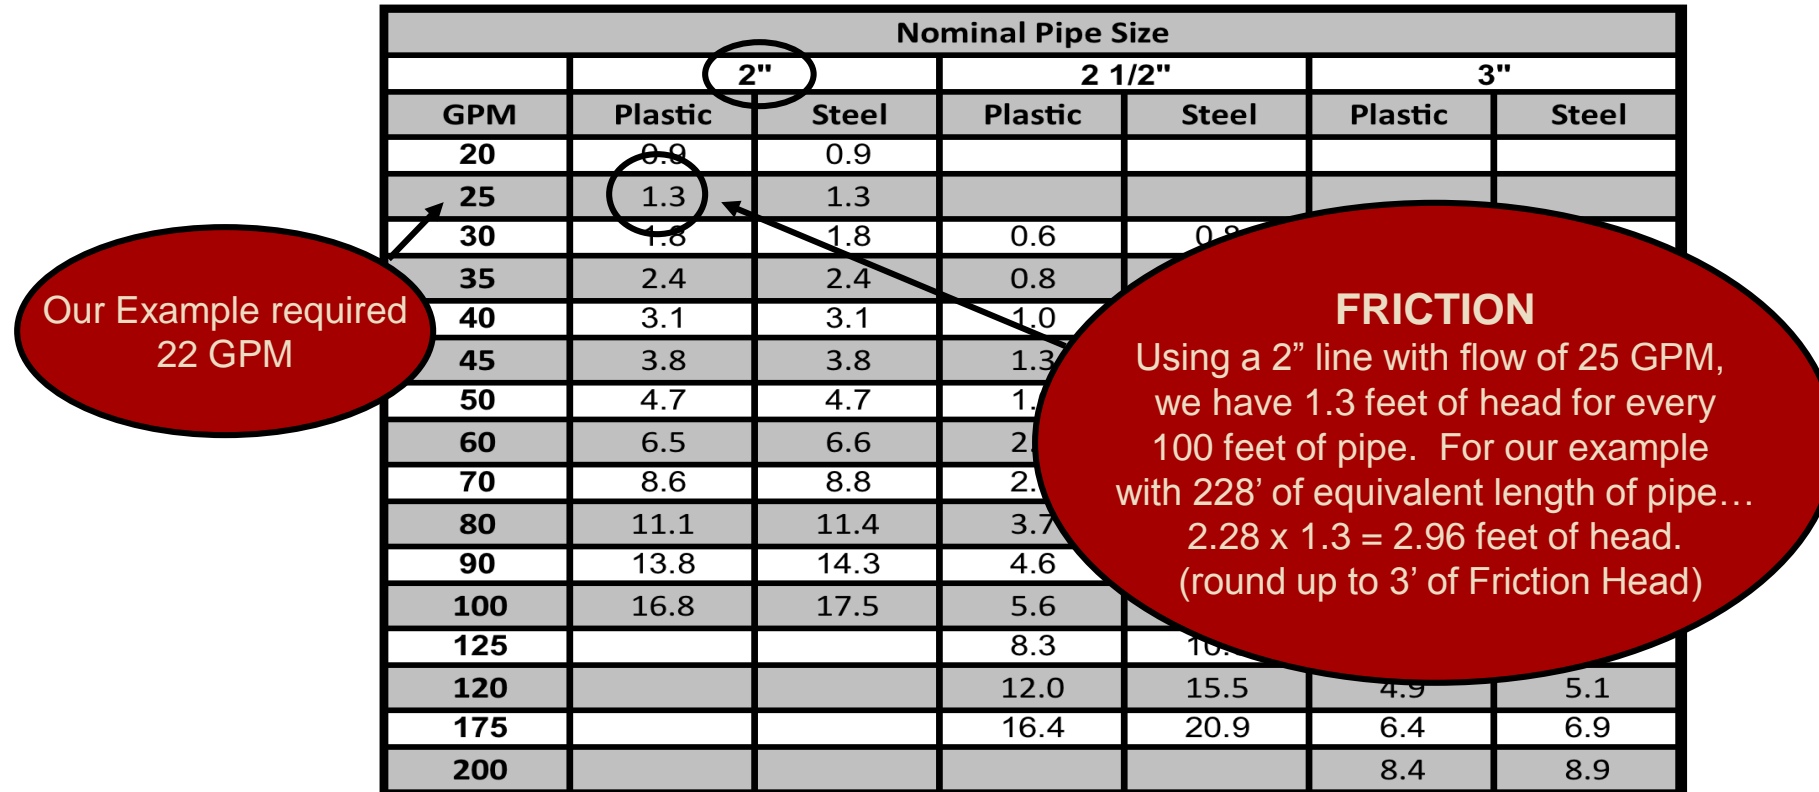 Nominal Pipe Size
2" 2 1/2" 3"
GPM Plastic Steel Plastic Steel Plastic Steel
20 0.9 0.9
25 1.3 1.3
30 1.8 1.8 0.6 0.8
35 2.4 2.4 0.8
40 3.1 3.1 1.0
45 3.8 3.8 1.3
50 4.7 4.7 1.
60 6.5 6.6 2.
70 8.6 8.8 2.
80 11.1 11.4 3.7
90 13.8 14.3 4.6
100 16.8 17.5 5.6
125 8.3 10.
120 12.0 15.5 4.9 5.1
175 16.4 20.9 6.4 6.9
200 8.4 8.9
Our Example required
22 GPM
FRICTION
Using a 2” line with flow of 25 GPM,
we have 1.3 feet of head for every
100 feet of pipe. For our example
with 228’ of equivalent length of pipe…
2.28 x 1.3 = 2.96 feet of head.
(round up to 3’ of Friction Head)